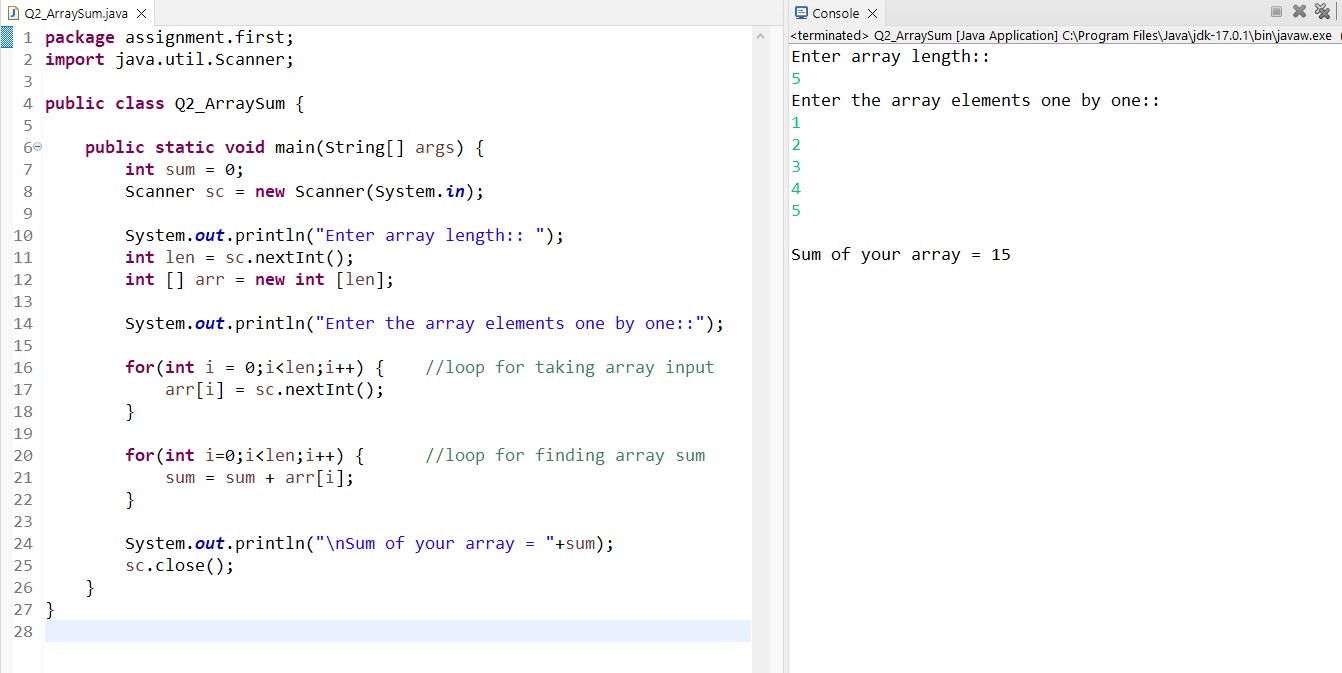 Q2_ArraySum.java
1 package assignment.first;
2 import java.util.Scanner;
3
4 public class Q2_ArraySum {
5
6     public static void main(String[] args) {
7         int sum = 0;
8         Scanner sc = new Scanner(System.in);
9
10         System.out.println("Enter array length:: ");
11         int len = sc.nextInt();
12         int [] arr = new int [len];
13
14         System.out.println("Enter the array elements one by one::");
15
16         for(int i = 0;i<len;i++) {    //loop for taking array input
17             arr[i] = sc.nextInt();
18         }
19
20         for(int i=0;i<len;i++) {      //loop for finding array sum
21             sum = sum + arr[i];
22         }
23
24         System.out.println("\nSum of your array = "+sum);
25         sc.close();
26     }
27 }
28
Console
<terminated> Q2_ArraySum [Java Application] C:\Program Files\Java\jdk-17.0.1\bin\javaw.exe (
Enter array length::
5
Enter the array elements one by one::
1
2
3
4
5

Sum of your array = 15